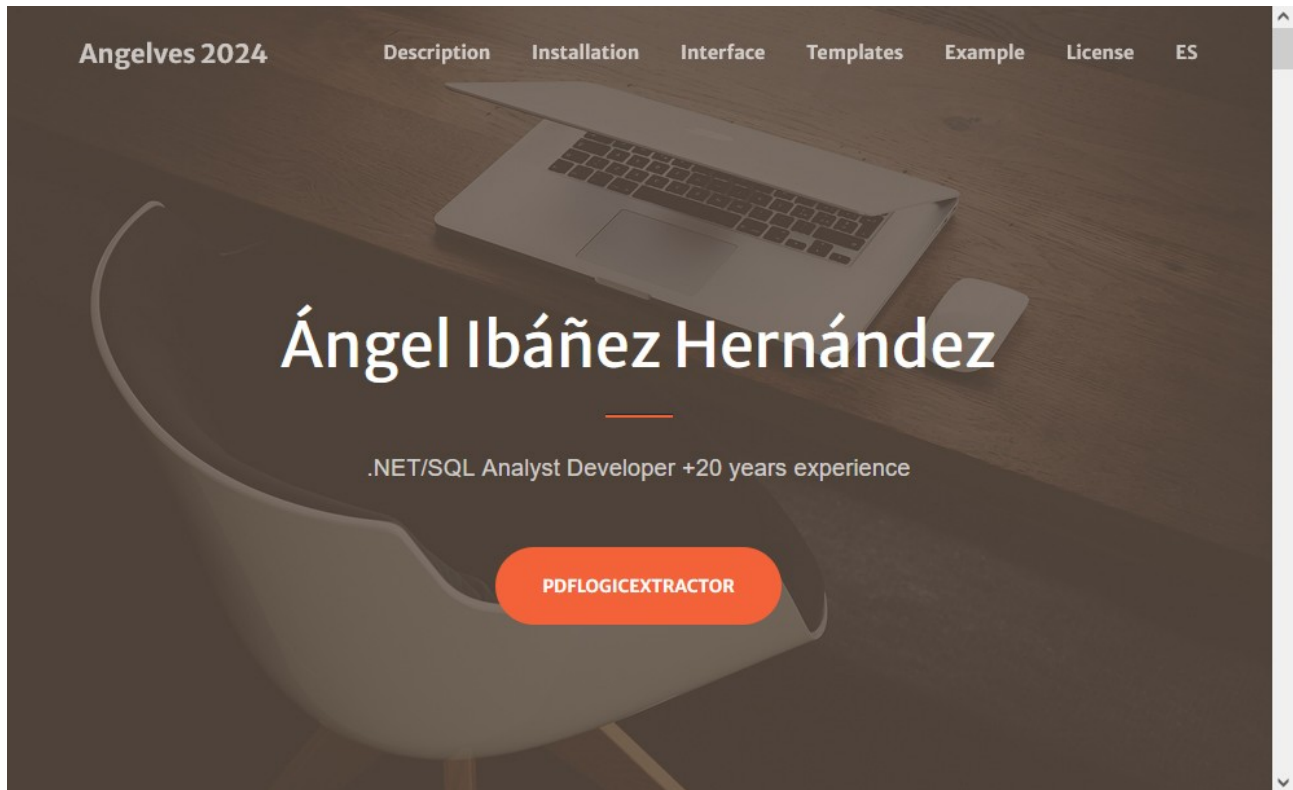 Angelves 2024 Description Installation Interface Templates Example License ES
Ángel Ibáñez Hernández
.NET/SQL Analyst Developer +20 years experience
PDFLOGICEXTRACTOR